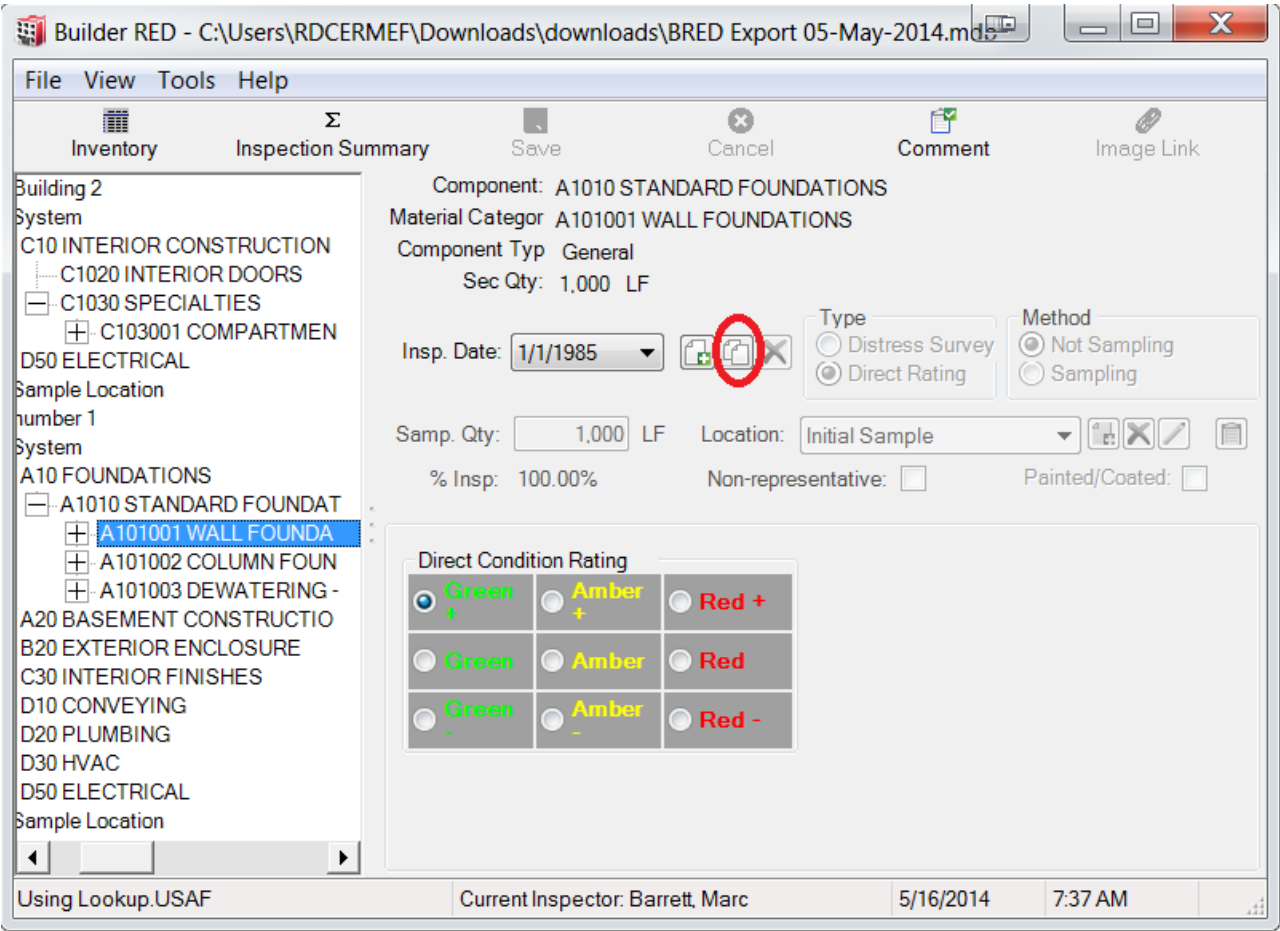 Builder RED - C:\Users\RDCERMEF\Downloads\downloads\BRED Export 05-May-2014.mdb
File View Tools Help
Inventory Inspection Summary Save Cancel Comment Image Link
Building 2
System
C10 INTERIOR CONSTRUCTION
C1020 INTERIOR DOORS
C1030 SPECIALTIES
C103001 COMPARTMEN
D50 ELECTRICAL
Sample Location
number 1
System
A10 FOUNDATIONS
A1010 STANDARD FOUNDAT
A101001 WALL FOUNDA
A101002 COLUMN FOUN
A101003 DEWATERING -
A20 BASEMENT CONSTRUCTIO
B20 EXTERIOR ENCLOSURE
C30 INTERIOR FINISHES
D10 CONVEYING
D20 PLUMBING
D30 HVAC
D50 ELECTRICAL
Sample Location
Component: A1010 STANDARD FOUNDATIONS
Material Categor A101001 WALL FOUNDATIONS
Component Typ General
Sec Qty: 1,000 LF
Insp. Date: 1/1/1985
Type
Distress Survey
Direct Rating
Method
Not Sampling
Sampling
Samp. Qty: 1,000 LF Location: Initial Sample
% Insp: 100.00% Non-representative: Painted/Coated:
Direct Condition Rating
Green + Amber + Red +
Green Amber Red
Green - Amber - Red -
Using Lookup.USAF Current Inspector: Barrett, Marc 5/16/2014 7:37 AM